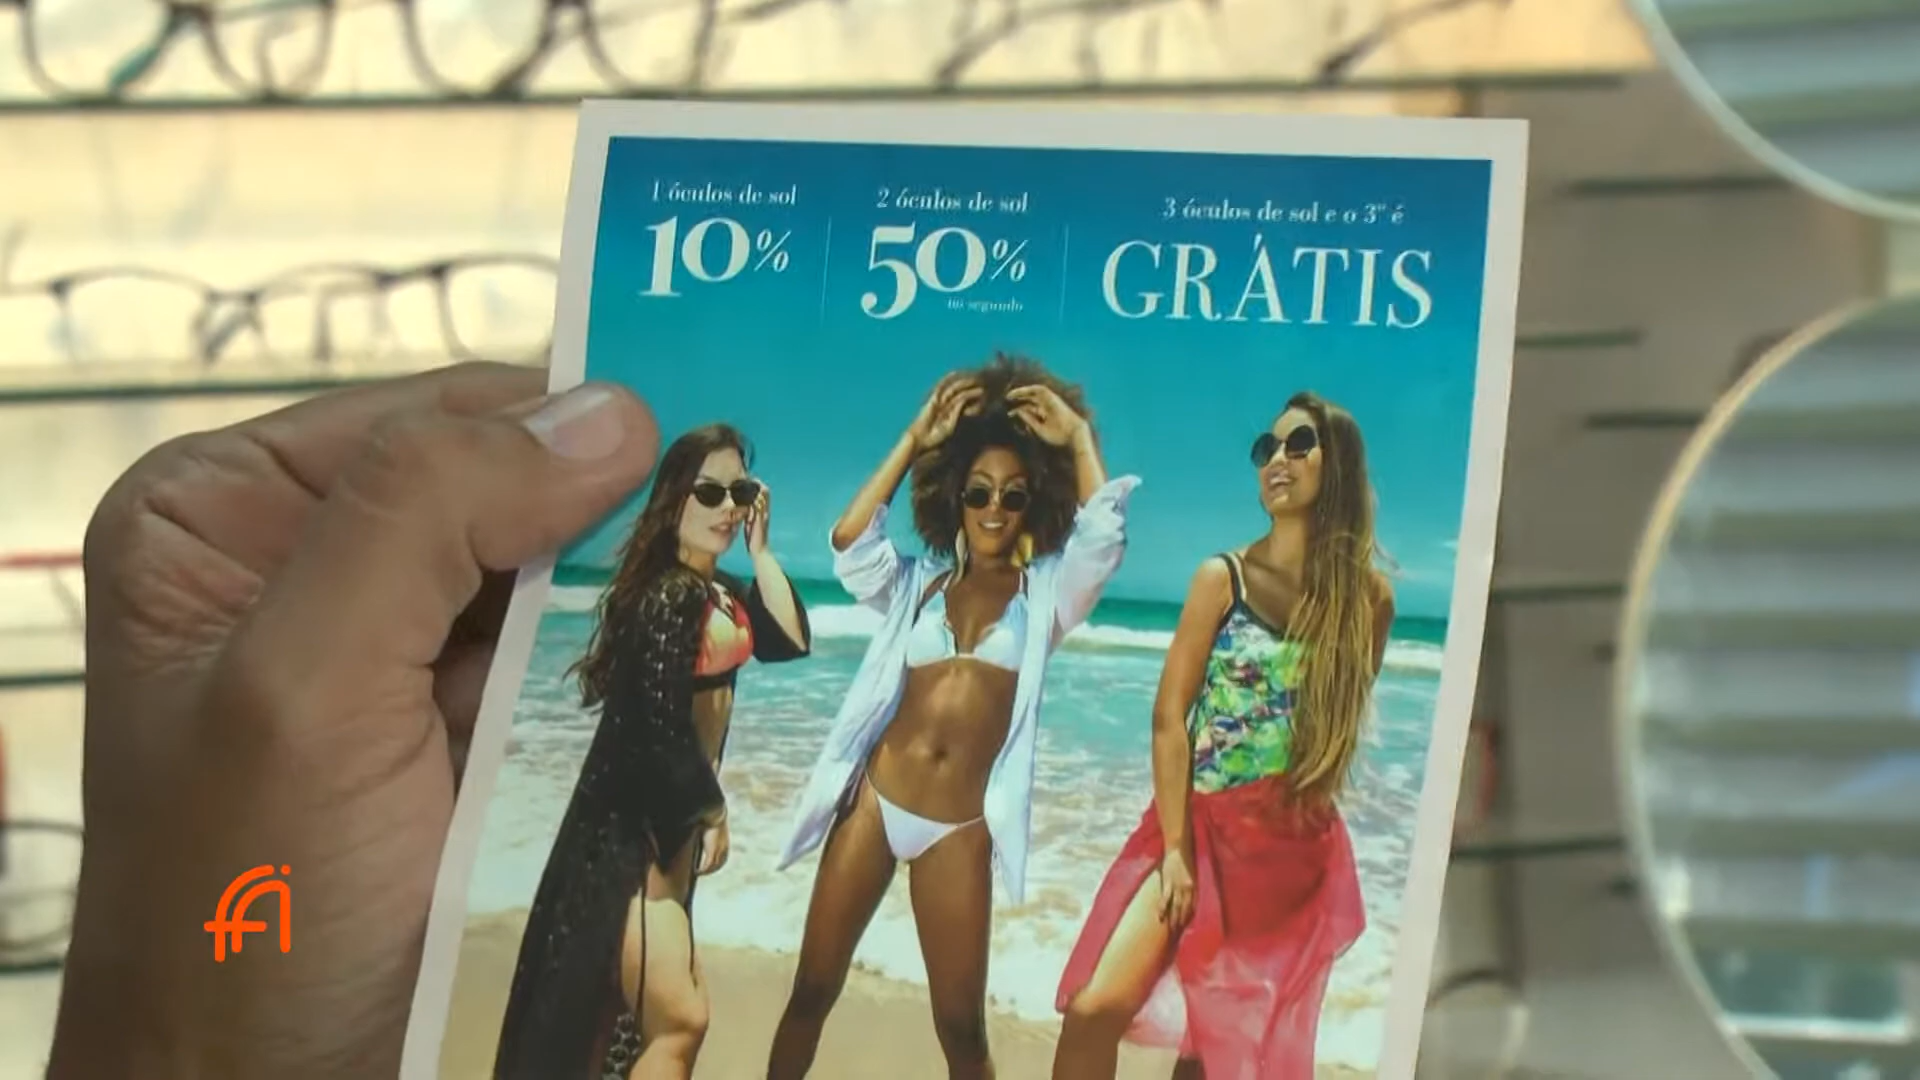 1 óculos de sol
10%
2 óculos de sol
50%
no segundo
3 óculos de sol e o 3º é
GRÁTIS